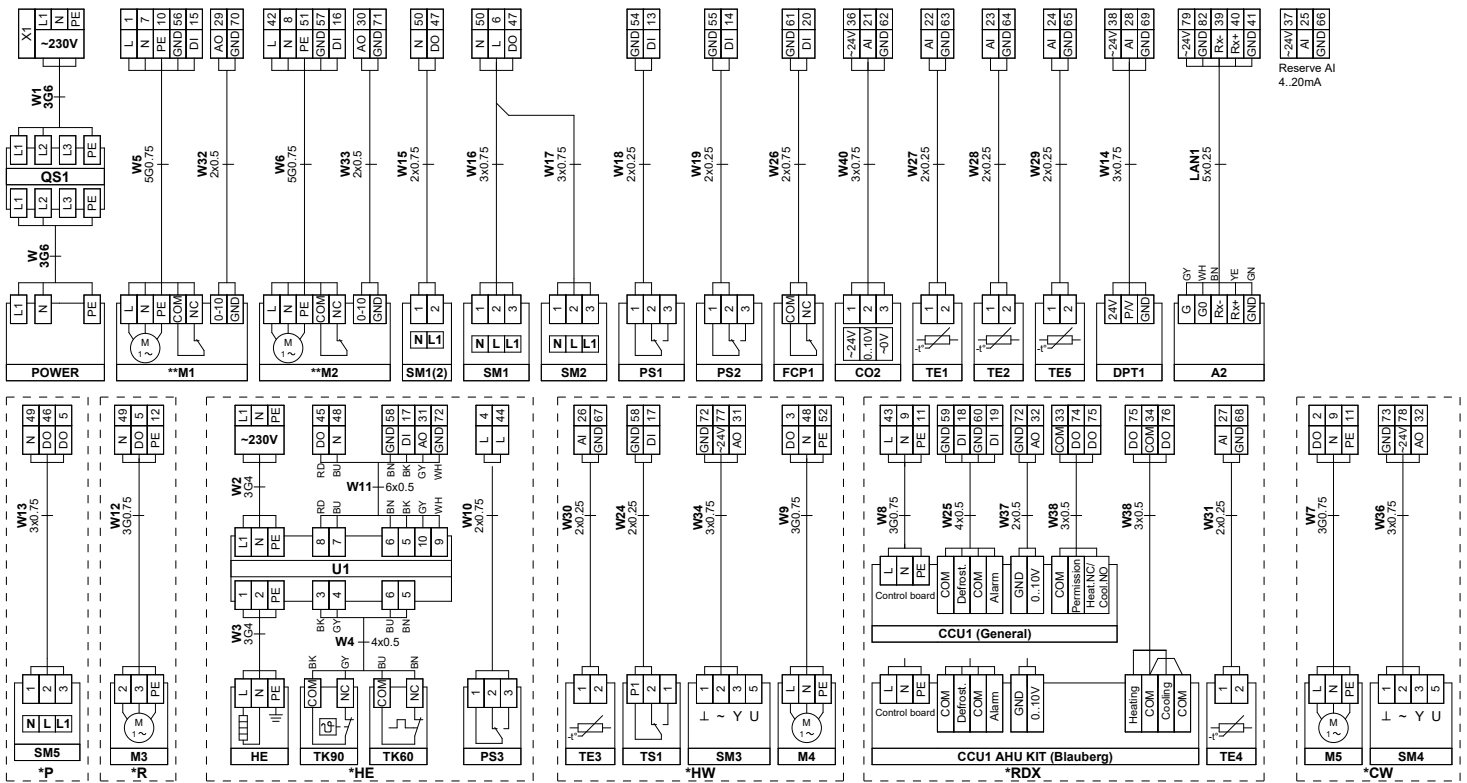 X1 L1 N PE
~230V
1 7 10 56 15
L N PE GND DI
29 70
AO GND
42 8 51 57 16
L N PE GND DI
30 71
AO GND
50 47
N DO
50 6 47
N L DO
54 13
GND DI
55 14
GND DI
61 20
GND DI
36 21 62
~24V AI GND
22 63
AI GND
23 64
AI GND
24 65
AI GND
38 28 69
~24V AI GND
79 82 39 40 41
~24V GND Rx- Rx+ GND
37 25 66
~24V AI GND
Reserve AI
4..20mA
W1
3G6
L1 L2 L3 PE
QS1
L1 L2 L3 PE
W
3G6
W5
5G0.75
W32
2x0.5
W6
5G0.75
W33
2x0.5
W15
2x0.75
W16
3x0.75
W17
3x0.75
W18
2x0.25
W19
2x0.25
W26
2x0.75
W40
3x0.75
W27
2x0.25
W28
2x0.25
W29
2x0.25
W14
3x0.75
LAN1
5x0.25
GY WH BN YE GN
L1 N PE
POWER
L N PE COM NC
0-10 GND
M
1~
**M1
L N PE COM NC
0-10 GND
M
1~
**M2
1 2
N L1
SM1(2)
1 2 3
N L L1
SM1
1 2 3
N L L1
SM2
1 2 3
PS1
1 2 3
PS2
COM NC
FCP1
1 2 3
~24V 0..10V ~0V
CO2
1 2
-t°
TE1
1 2
-t°
TE2
1 2
-t°
TE5
24V P/V GND
DPT1
G G0 Rx- Rx+ GND
A2
49 46 5
N DO DO
W13
3x0.75
1 2 3
N L L1
SM5
*P
49 5 12
N DO PE
W12
3G0.75
2 3 PE
M
1~
M3
*R
L1 N PE
~230V
45 48
DO N
58 17 31 72
GND DI AO GND
4 44
L L
RD BU BN BK GY WH
W2
3G4
W11
6x0.5
RD BU BN BK GY WH
W10
2x0.75
L1 N PE 8 7 6 5 10 9
U1
1 2 PE 3 4 6 5
W3
3G4
BK GY BU BN
W4
4x0.5
BK GY BU BN
L N PE
HE
COM NC
TK90
COM NC
TK60
1 2 3
PS3
*HE
26 67
AI GND
58 17
GND DI
72 77 31
GND ~24V AO
3 48 52
DO N PE
W30
2x0.25
W24
2x0.25
W34
3x0.75
W9
3G0.75
1 2
-t°
TE3
P1 2 1
TS1
1 2 3 5
⊥ ~ Y U
SM3
L N PE
M
1~
M4
*HW
43 9 11
L N PE
59 18 60 19
GND DI GND DI
72 32
GND AO
33 74 75
COM DO DO
75 34 76
DO COM DO
27 68
AI GND
W8
3G0.75
W25
4x0.5
W37
2x0.5
W38
3x0.5
W38
3x0.5
W31
2x0.25
L N PE
Control board
COM Defrost. COM Alarm
GND 0..10V
COM Permission Heat.NC/ Cool.NO
CCU1 (General)
L N PE
Control board
COM Defrost. COM Alarm
GND 0..10V
Heating COM Cooling COM
CCU1 AHU KIT (Blauberg)
1 2
-t°
TE4
*RDX
2 9 11
DO N PE
73 78 32
GND ~24V AO
W7
3G0.75
W36
3x0.75
L N PE
M
1~
M5
1 2 3 5
⊥ ~ Y U
SM4
*CW